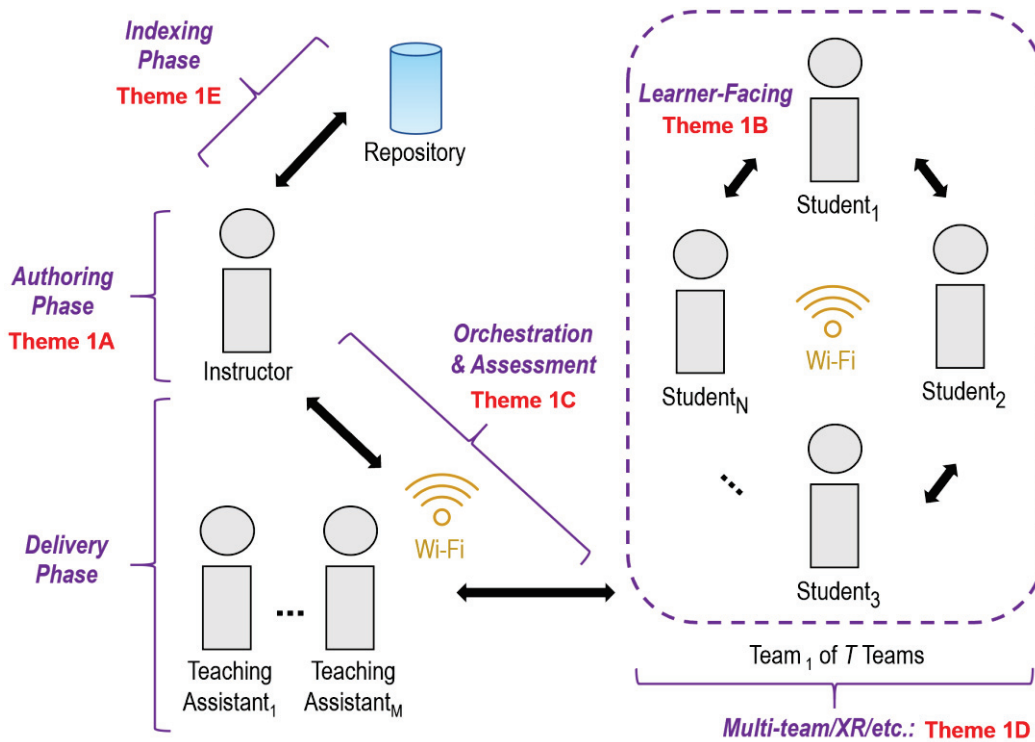 Indexing
Phase
Theme 1E
Repository
Authoring
Phase
Theme 1A
Instructor
Orchestration
& Assessment
Theme 1C
Delivery
Phase
Wi-Fi
...
Teaching
Assistant₁
Teaching
Assistant_M
Learner-Facing
Theme 1B
Student₁
Student_N
Wi-Fi
Student₂
...
Student₃
Team ₁ of T Teams
Multi-team/XR/etc.: Theme 1D